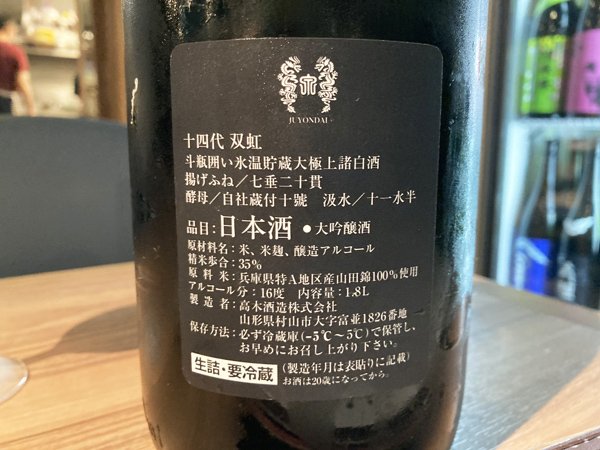 JUYONDAI
十四代 双虹
斗瓶囲い氷温貯蔵大極上諸白酒
揚げふね／七垂二十貫
酵母／自社蔵付十號　汲水／十一水半
品目：日本酒・大吟醸酒
原材料名：米、米麹、醸造アルコール
精米歩合：35%
原料米：兵庫県特A地区産山田錦100%使用
アルコール分：16度　内容量：1.8L
製造者：高木酒造株式会社
山形県村山市大字富並1826番地
保存方法：必ず冷蔵庫（-5℃～5℃）で保管し、
お早めにお召し上がり下さい。
生詰・要冷蔵（製造年月は表貼りに記載）
お酒は20歳になってから。